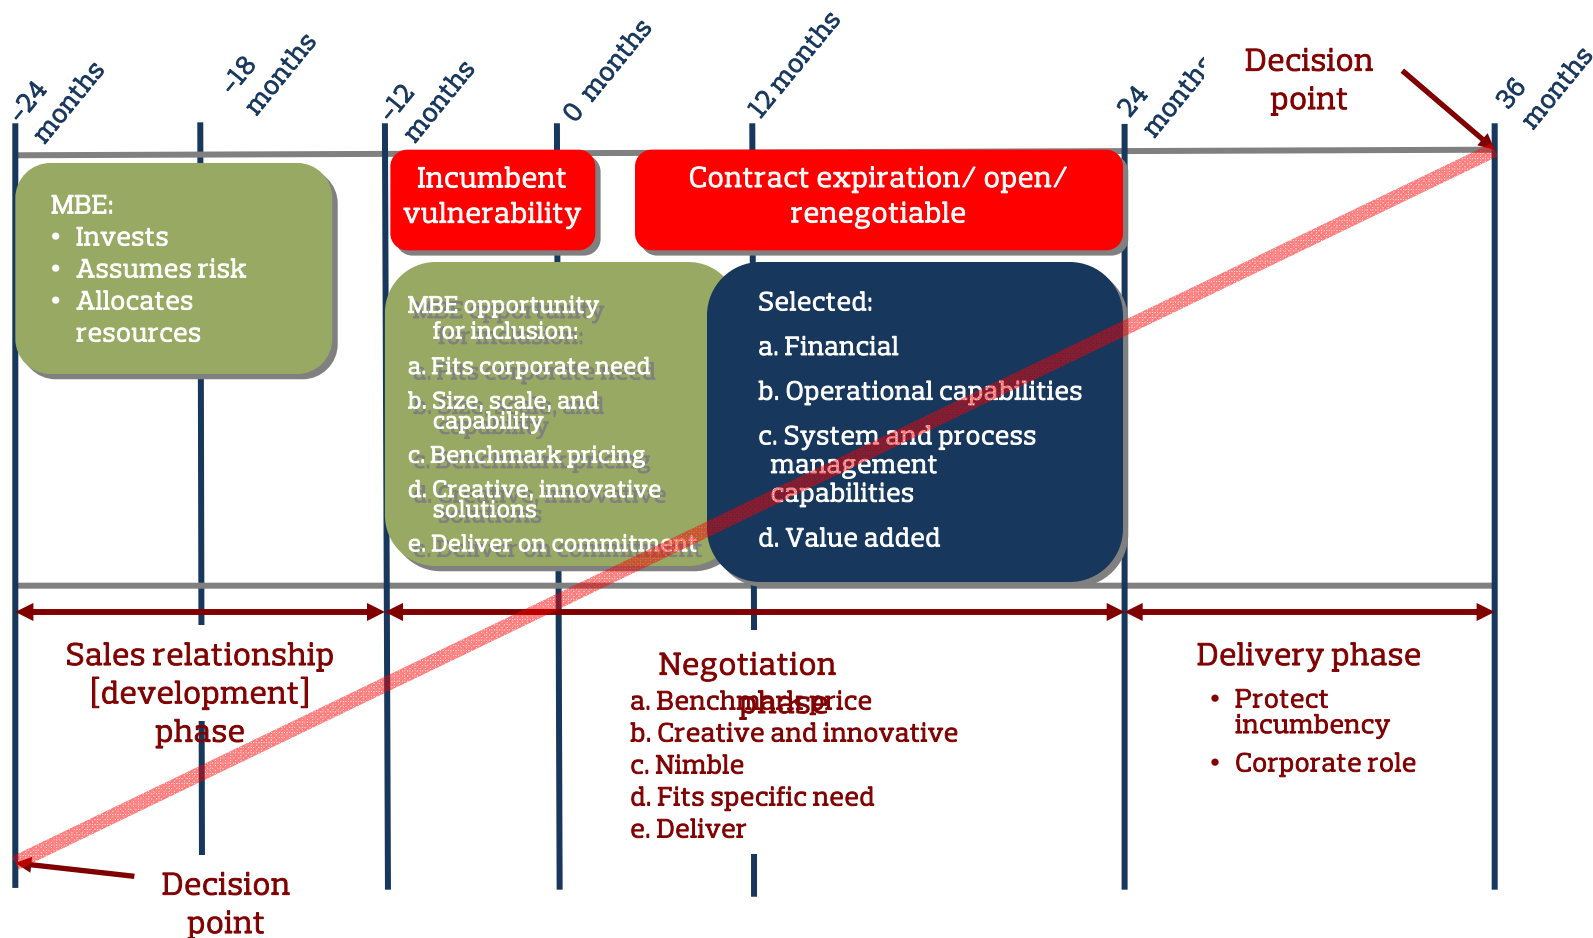 -24
months
-18
months
-12
months
0 months
12 months
24
months
36
months
Decision
point
MBE:
• Invests
• Assumes risk
• Allocates
resources
Incumbent
vulnerability
Contract expiration/ open/
renegotiable
MBE opportunity
for inclusion:
a. Fits corporate need
b. Size, scale, and
capability
c. Benchmark pricing
d. Creative, innovative
solutions
e. Deliver on commitment
Selected:
a. Financial
b. Operational capabilities
c. System and process
management
capabilities
d. Value added
Sales relationship
[development]
phase
Negotiation
phase
a. Benchmark price
b. Creative and innovative
c. Nimble
d. Fits specific need
e. Deliver
Delivery phase
• Protect
incumbency
• Corporate role
Decision
point